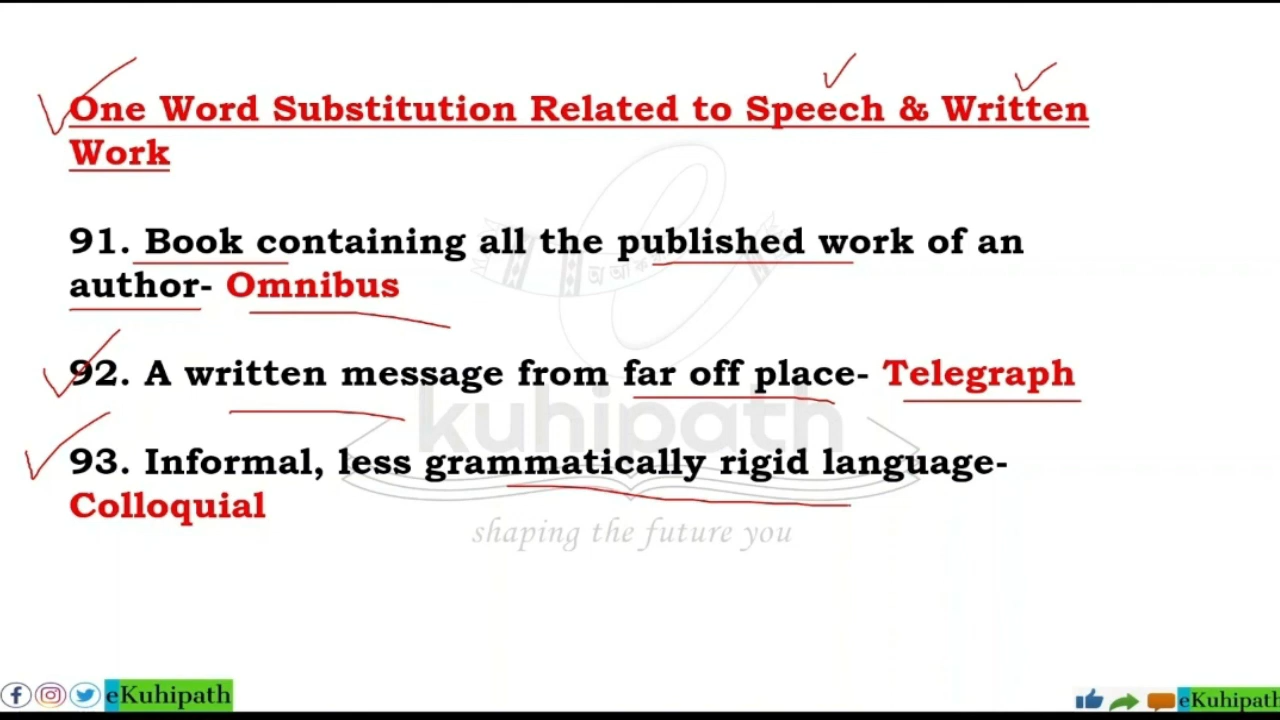 One Word Substitution Related to Speech & Written
Work
91. Book containing all the published work of an
author- Omnibus
92. A written message from far off place- Telegraph
93. Informal, less grammatically rigid language-
Colloquial
kuhipath
shaping the future you
eKuhipath
eKuhipath